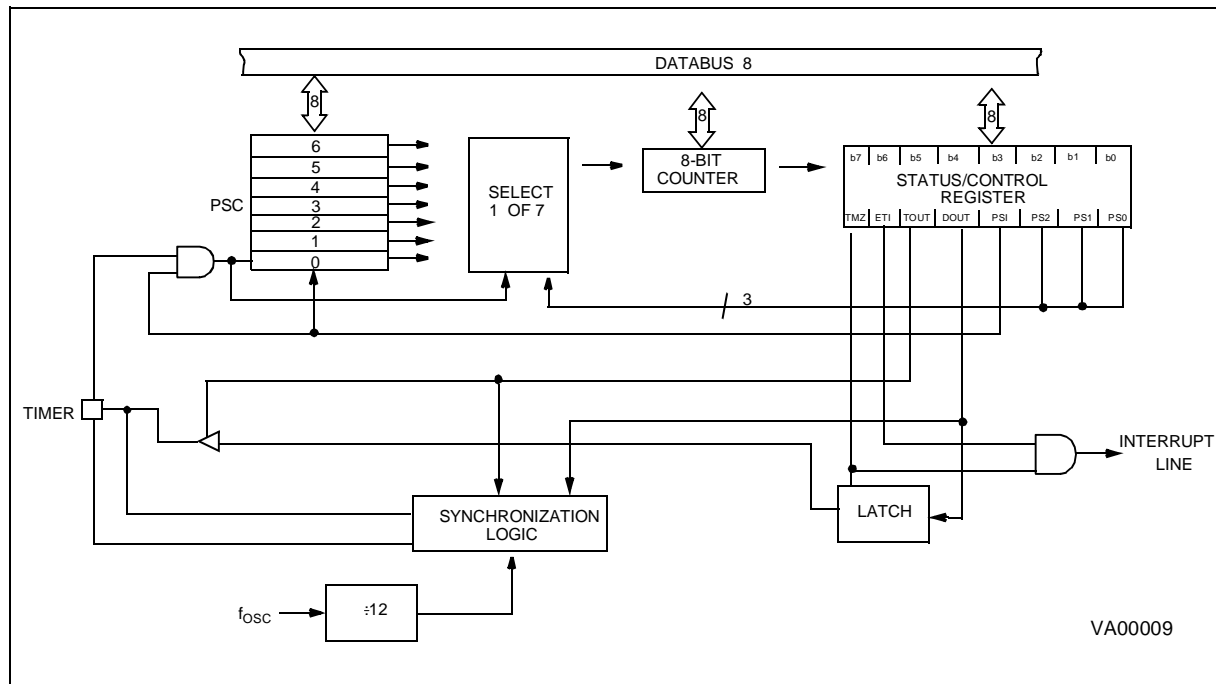 DATABUS 8
8
8
8
6
5
4
3
2
1
0
PSC
SELECT
1 OF 7
8-BIT
COUNTER
b7 b6 b5 b4 b3 b2 b1 b0
STATUS/CONTROL
REGISTER
TMZ ETI TOUT DOUT PSI PS2 PS1 PS0
3
TIMER
INTERRUPT
LINE
SYNCHRONIZATION
LOGIC
LATCH
fOSC
÷12
VA00009